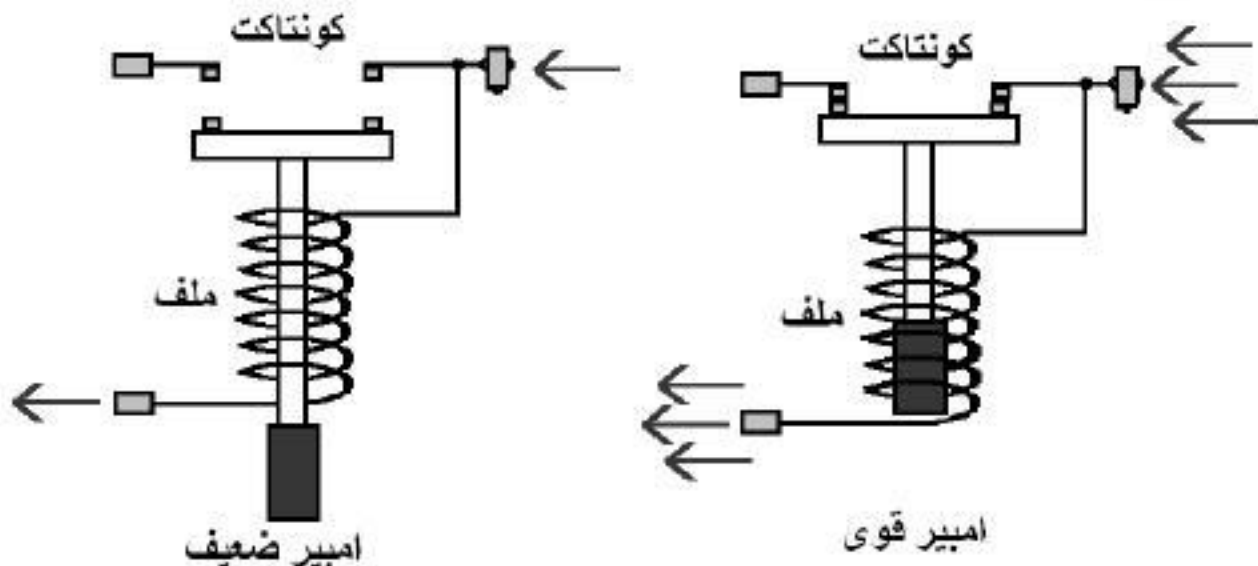 كونتاكت
ملف
امبير ضعيف
كونتاكت
ملف
امبير قوى